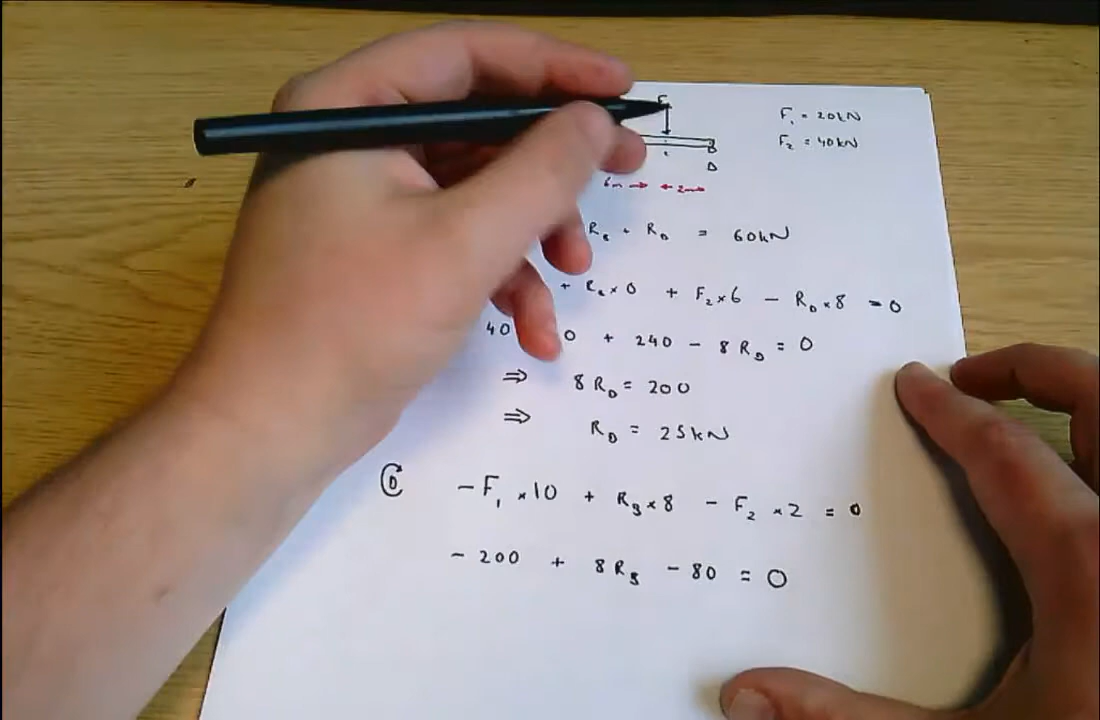 F₁ = 20kN
F₂ = 40kN
D
6m 2m
R_B + R_D = 60kN
+ R_B × 0 + F₂ × 6 − R_D × 8 = 0
40 0 + 240 − 8 R_D = 0
⇒ 8 R_D = 200
⇒ R_D = 25kN
D − F₁ × 10 + R_B × 8 − F₂ × 2 = 0
− 200 + 8 R_B − 80 = 0